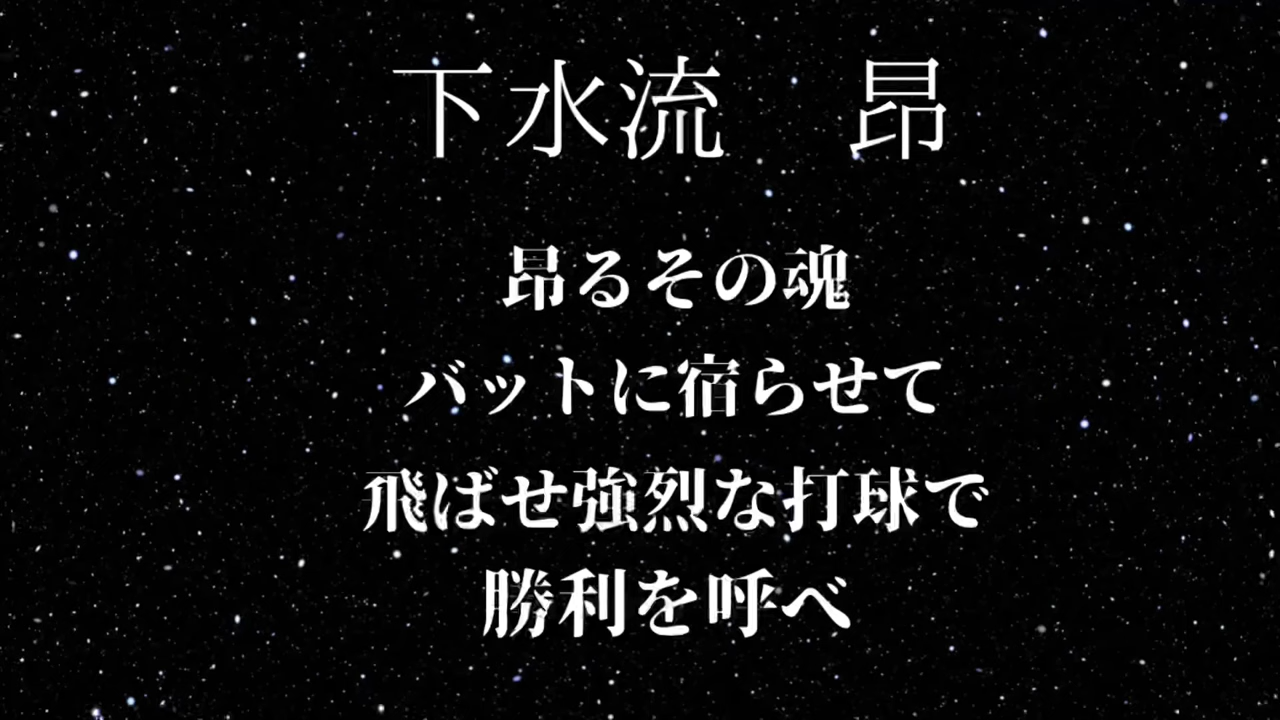 下水流　昂
昂るその魂
バットに宿らせて
飛ばせ強烈な打球で
勝利を呼べ